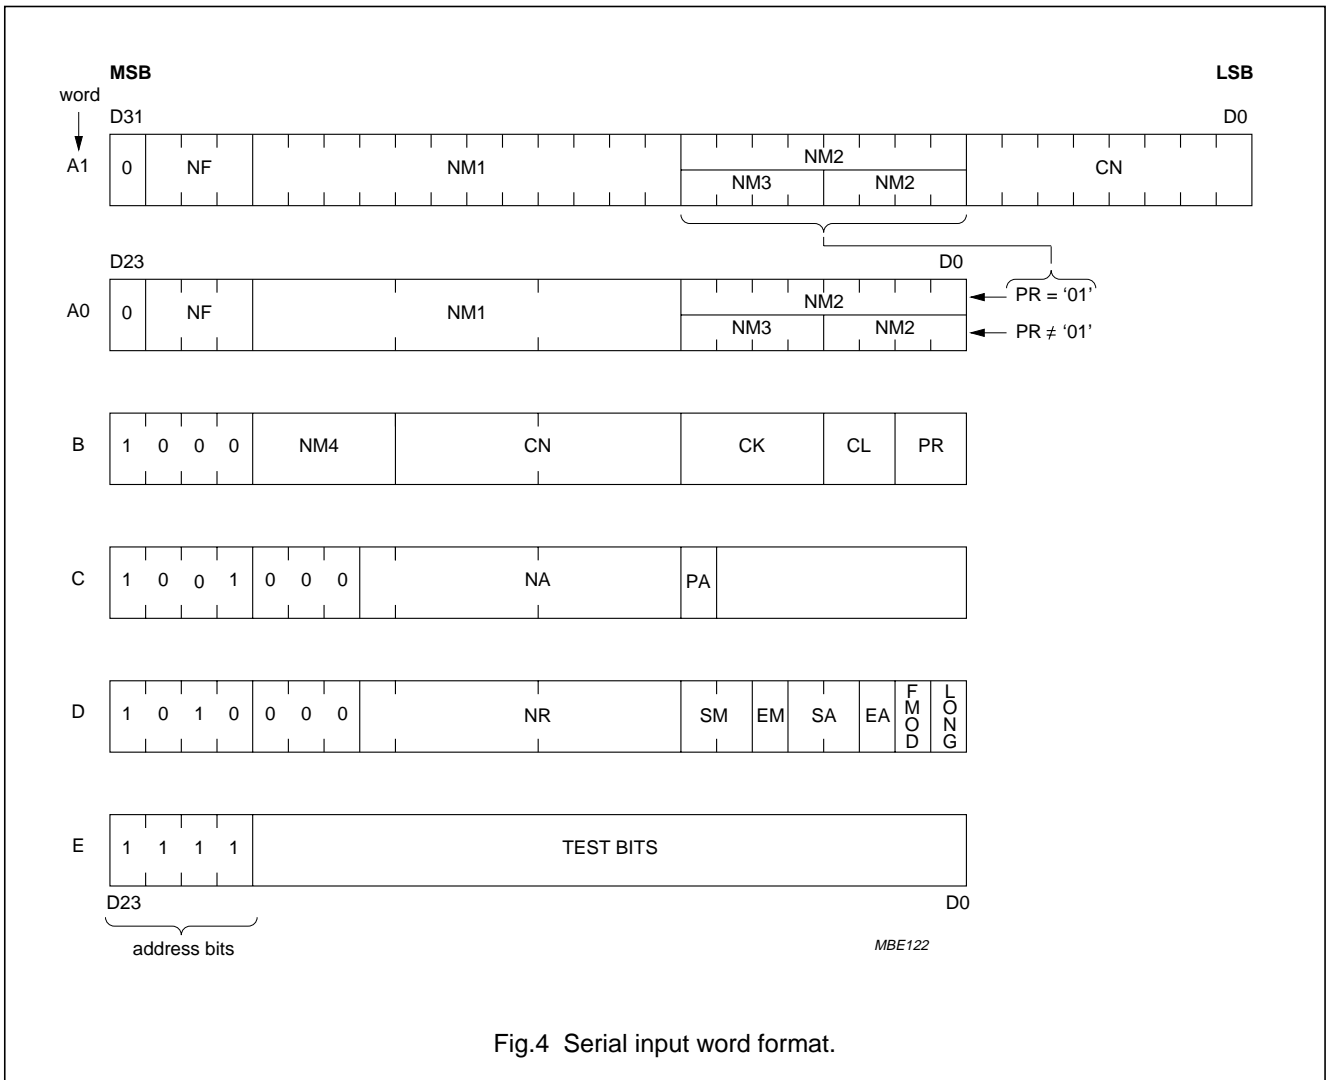 MSB LSB
word
D31 D0
A1 0 NF NM1 NM2 CN
NM3 NM2
D23 D0
A0 0 NF NM1 NM2 PR = ‘01’
NM3 NM2 PR ≠ ‘01’
B 1 0 0 0 NM4 CN CK CL PR
C 1 0 0 1 0 0 0 NA PA
D 1 0 1 0 0 0 0 NR SM EM SA EA FMOD LONG
E 1 1 1 1 TEST BITS
D23 D0
address bits
MBE122
Fig.4 Serial input word format.